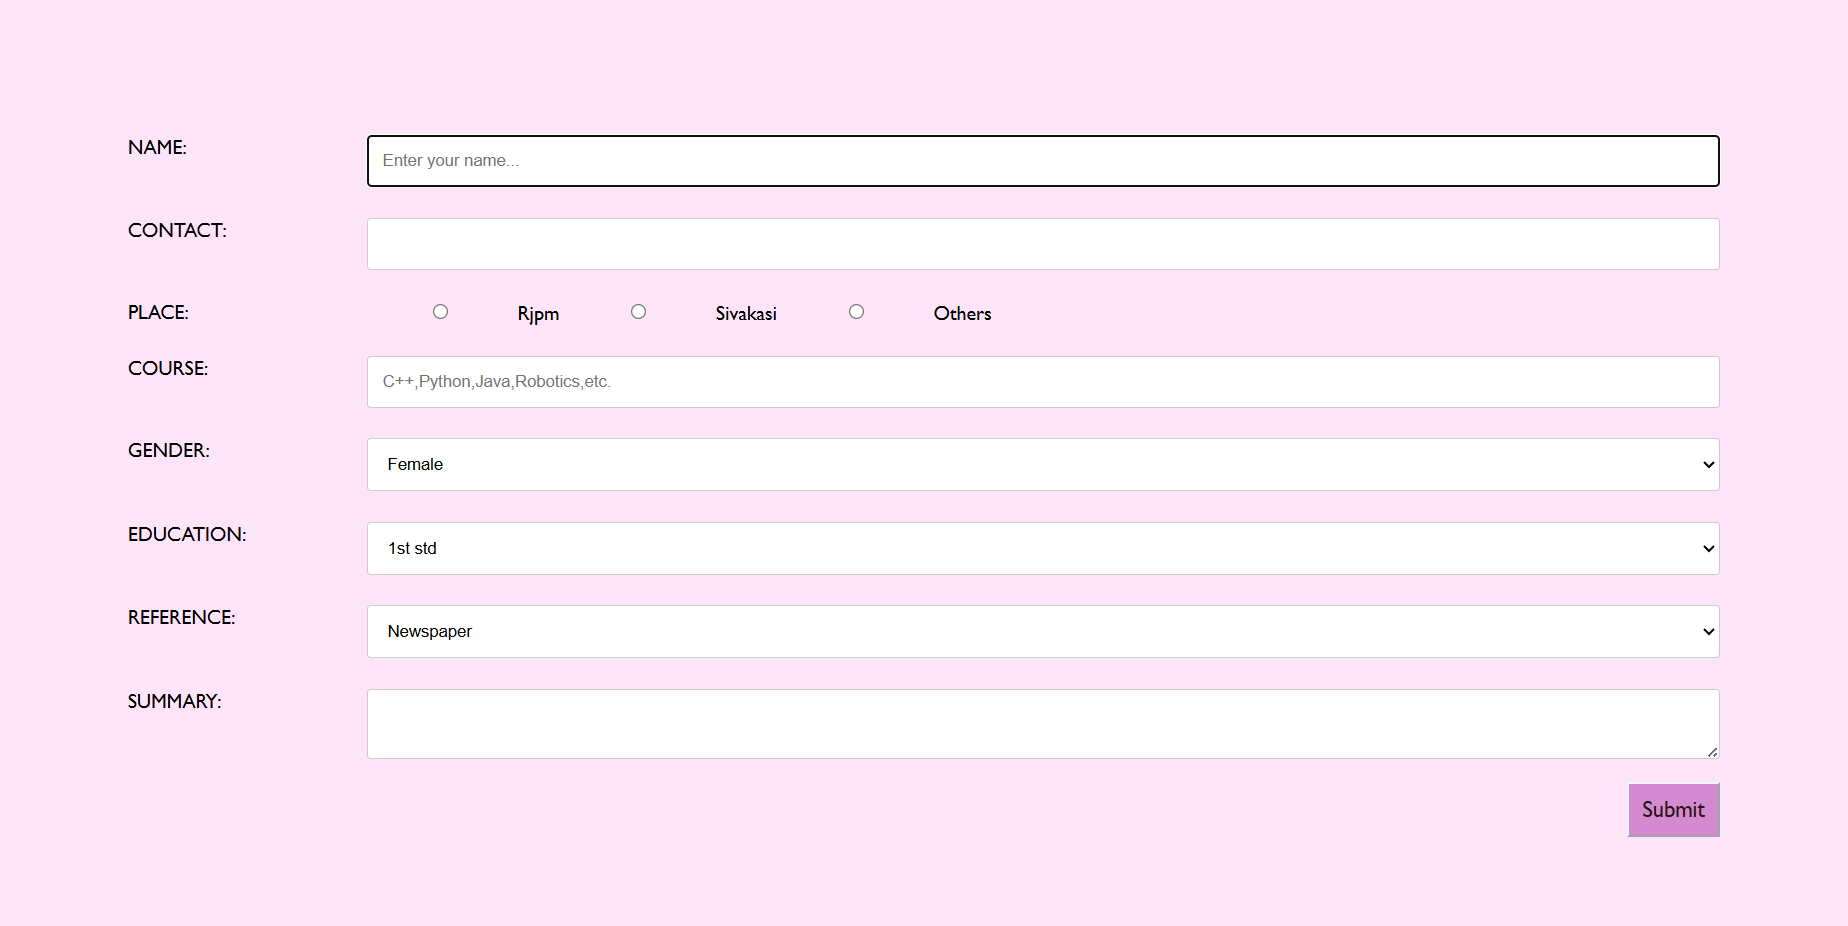 NAME:
Enter your name...
CONTACT:
PLACE: Rjpm Sivakasi Others
COURSE:
C++,Python,Java,Robotics,etc.
GENDER:
Female
EDUCATION:
1st std
REFERENCE:
Newspaper
SUMMARY:
Submit